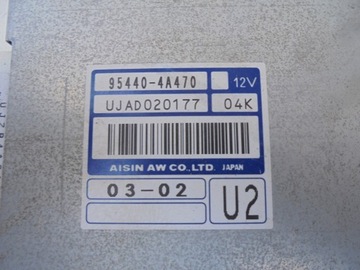 95440-4A470 12V
UJAD020177 04K
AISIN AW CO.,LTD. JAPAN
03-02
U2